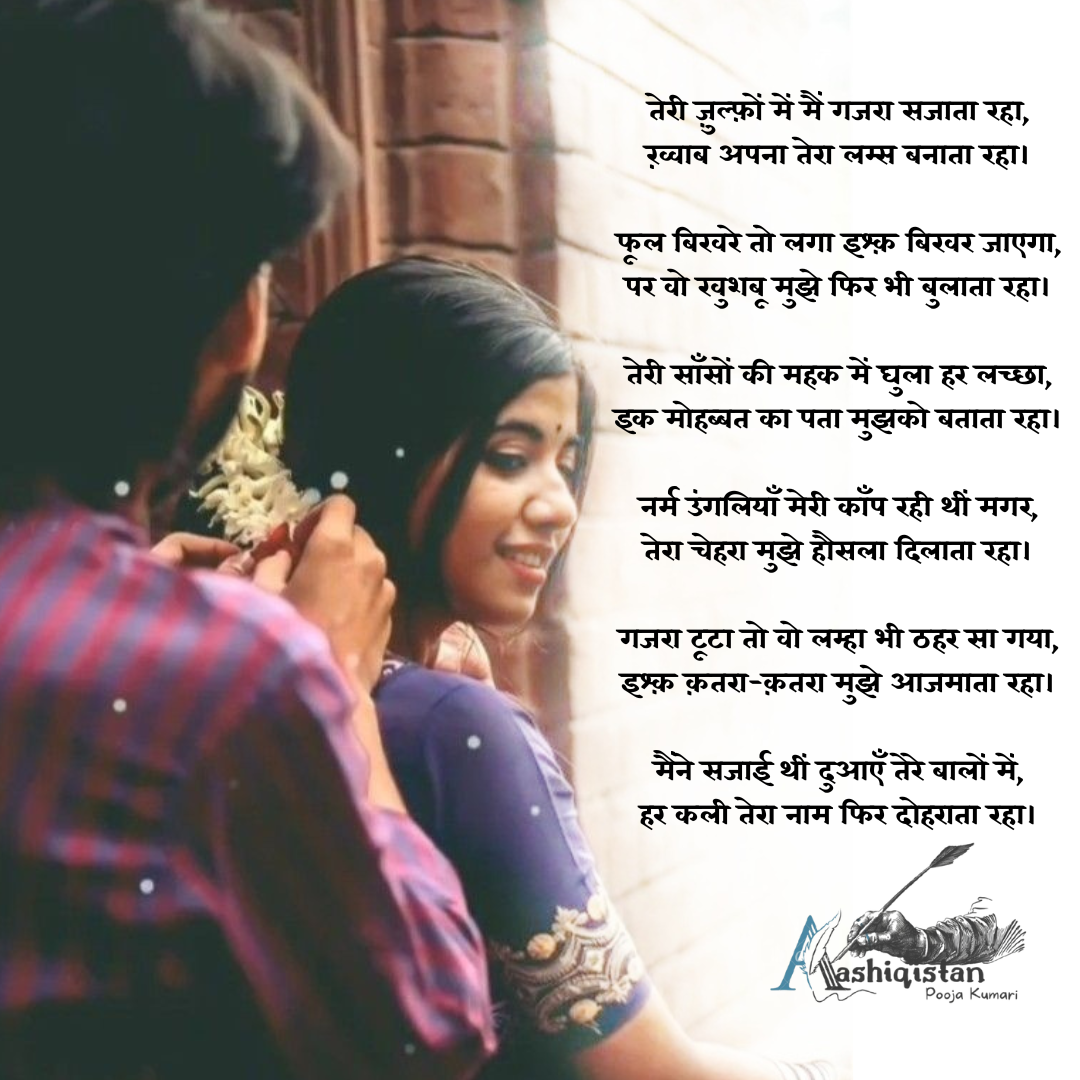 तेरी ज़ुल्फ़ों में मैं गजरा सजाता रहा,
ख़्वाब अपना तेरा लम्स बनाता रहा।
फूल बिखरे तो लगा इश्क़ बिखर जाएगा,
पर वो खुशबू मुझे फिर भी बुलाता रहा।
तेरी साँसों की महक में घुला हर लच्छा,
इक मोहब्बत का पता मुझको बताता रहा।
नर्म उंगलियाँ मेरी काँप रही थीं मगर,
तेरा चेहरा मुझे हौसला दिलाता रहा।
गजरा टूटा तो वो लम्हा भी ठहर सा गया,
इश्क़ क़तरा-क़तरा मुझे आजमाता रहा।
मैंने सजाई थीं दुआएँ तेरे बालों में,
हर कली तेरा नाम फिर दोहराता रहा।
Aashiqistan
Pooja Kumari